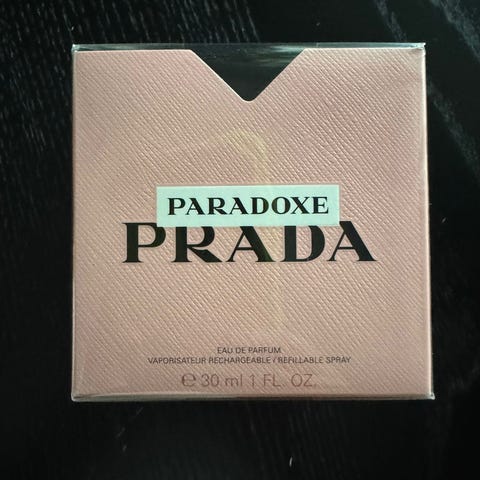 PARADOXE
PRADA
EAU DE PARFUM
VAPORISATEUR RECHARGEABLE / REFILLABLE SPRAY
℮ 30 ml 1 FL. OZ.